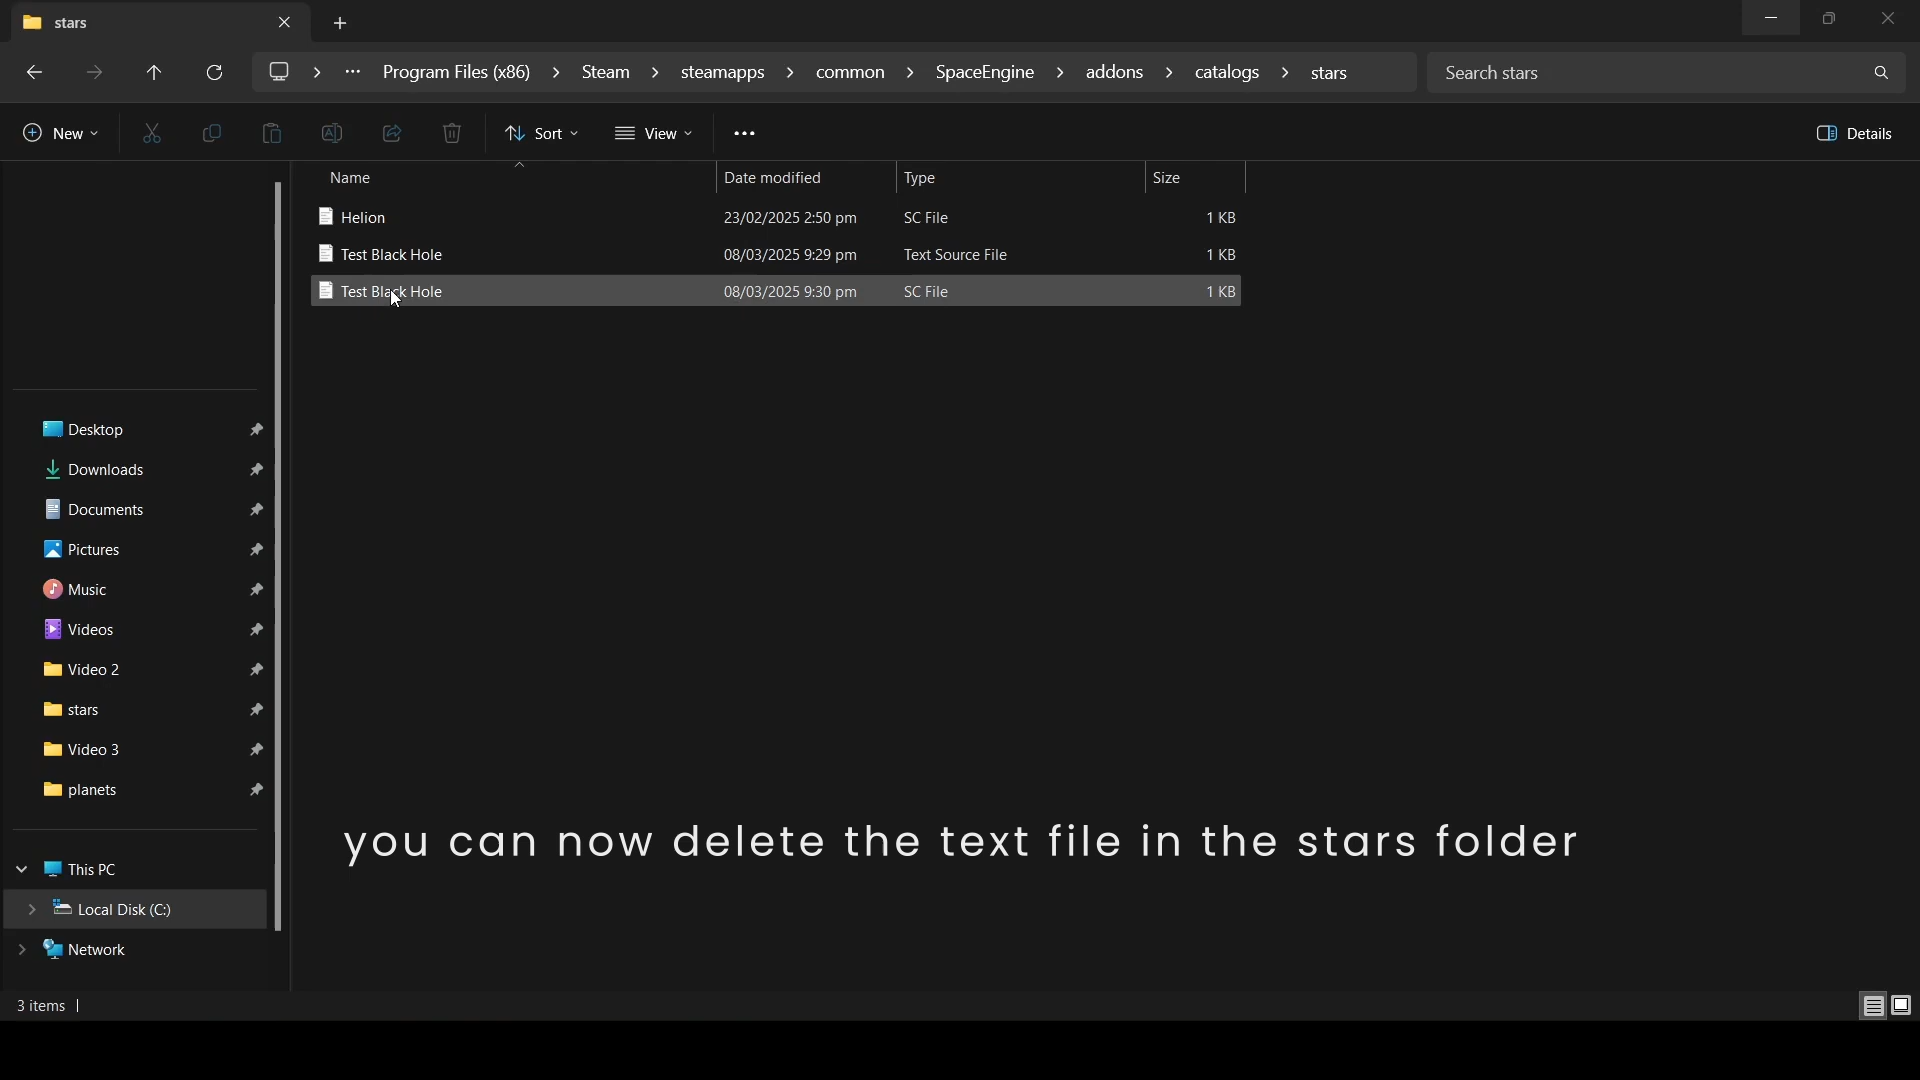 stars
Program Files (x86) > Steam > steamapps > common > SpaceEngine > addons > catalogs > stars
Search stars
New
Sort
View
Details
Name Date modified Type Size
Helion 23/02/2025 2:50 pm SC File 1 KB
Test Black Hole 08/03/2025 9:29 pm Text Source File 1 KB
Test Black Hole 08/03/2025 9:30 pm SC File 1 KB
Desktop
Downloads
Documents
Pictures
Music
Videos
Video 2
stars
Video 3
planets
you can now delete the text file in the stars folder
This PC
Local Disk (C:)
Network
3 items